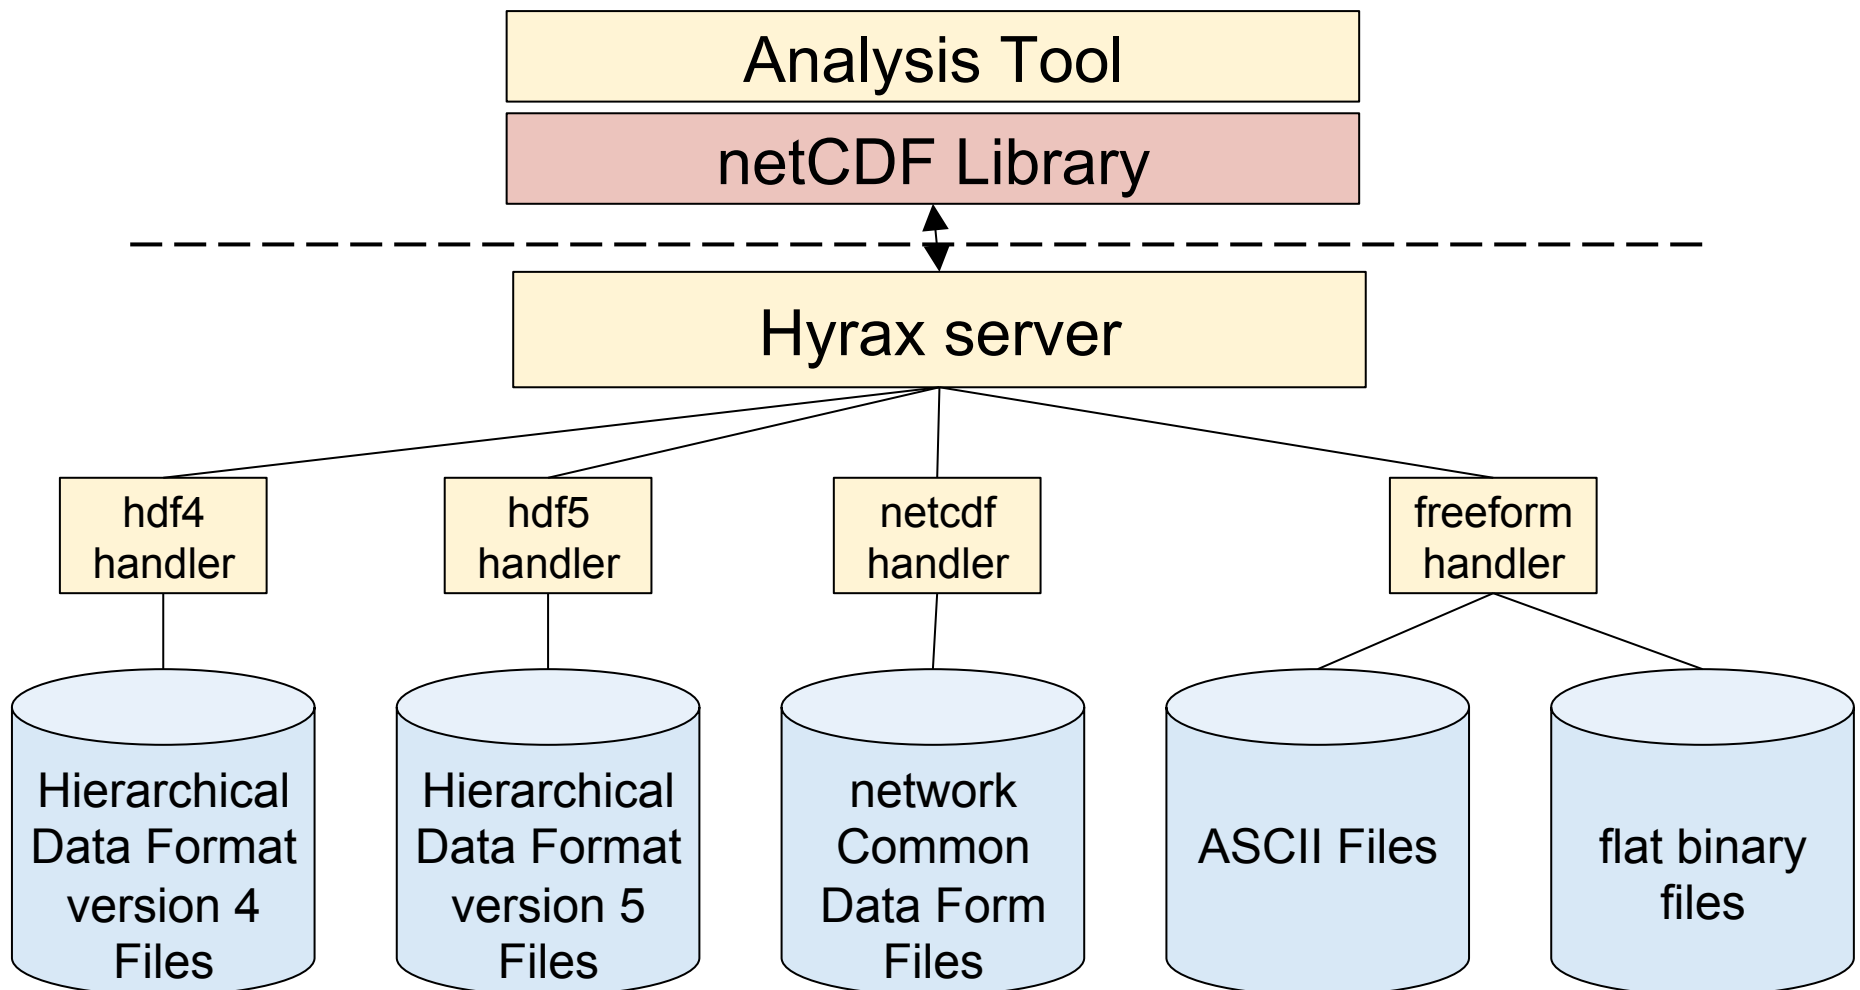 Analysis Tool
netCDF Library
Hyrax server
hdf4
handler
hdf5
handler
netcdf
handler
freeform
handler
Hierarchical
Data Format
version 4
Files
Hierarchical
Data Format
version 5
Files
network
Common
Data Form
Files
ASCII Files
flat binary
files